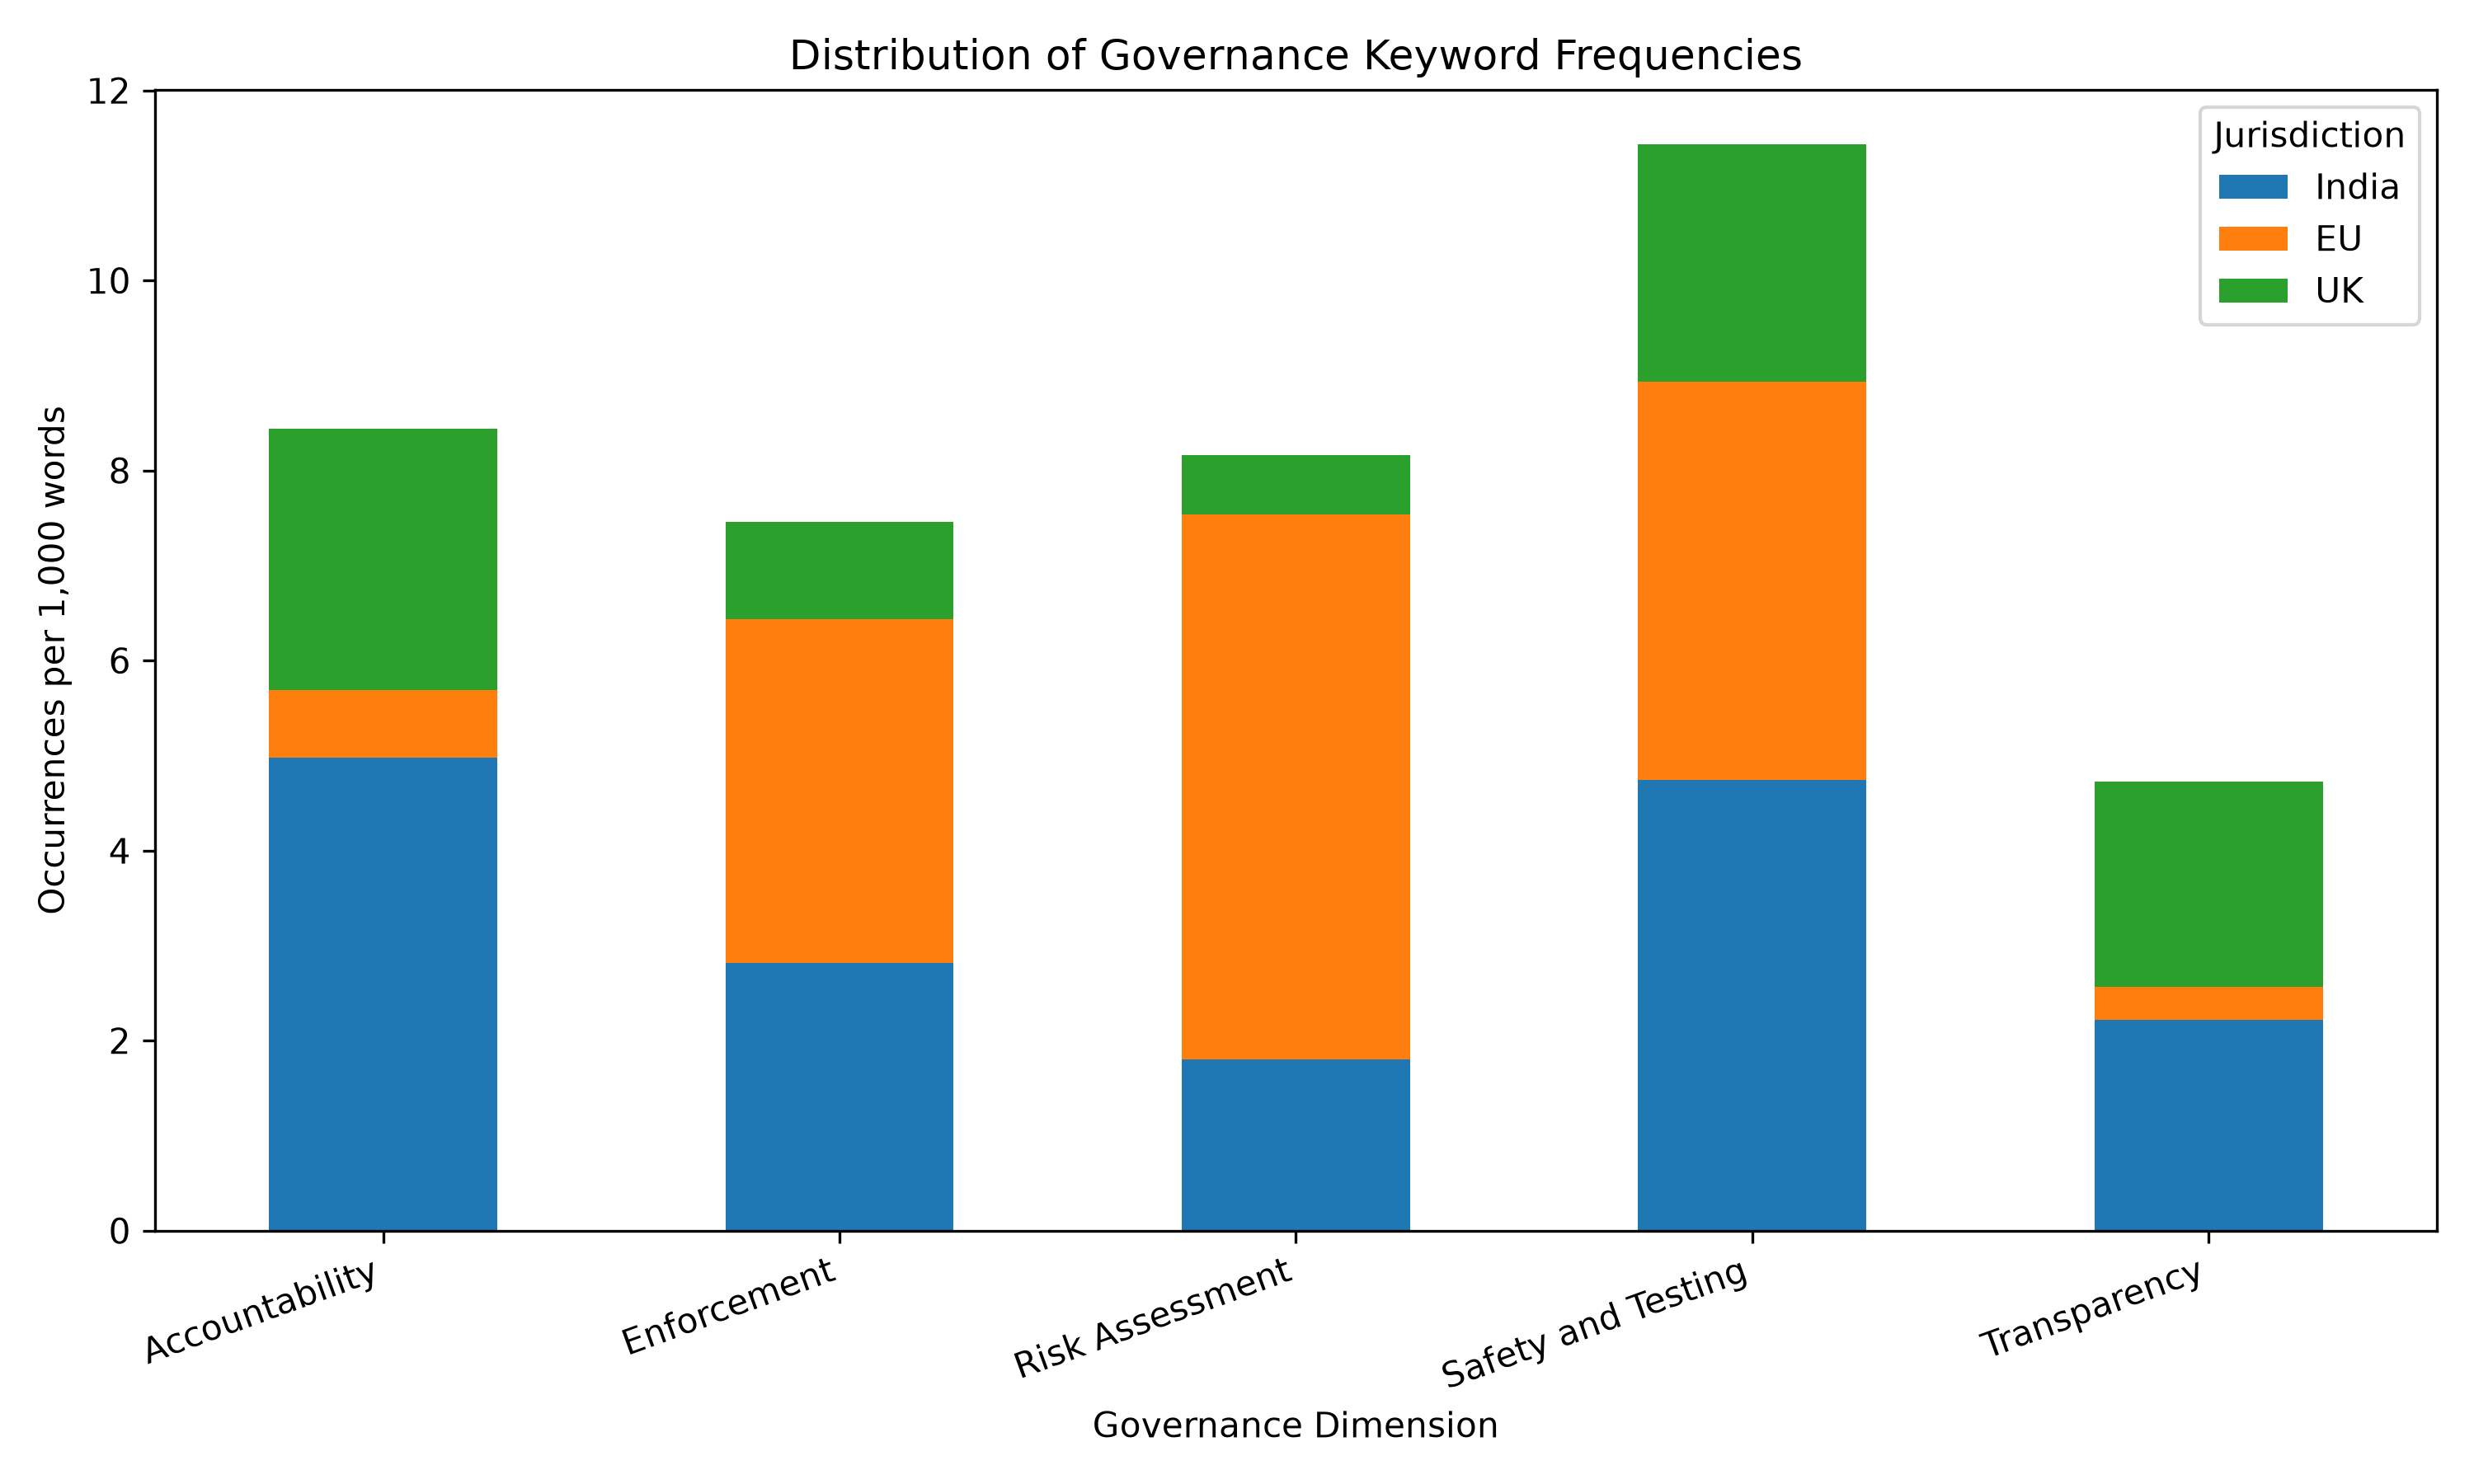 Distribution of Governance Keyword Frequencies
Occurrences per 1,000 words
12
10
8
6
4
2
0
Jurisdiction
India
EU
UK
Accountability
Enforcement
Risk Assessment
Safety and Testing
Transparency
Governance Dimension